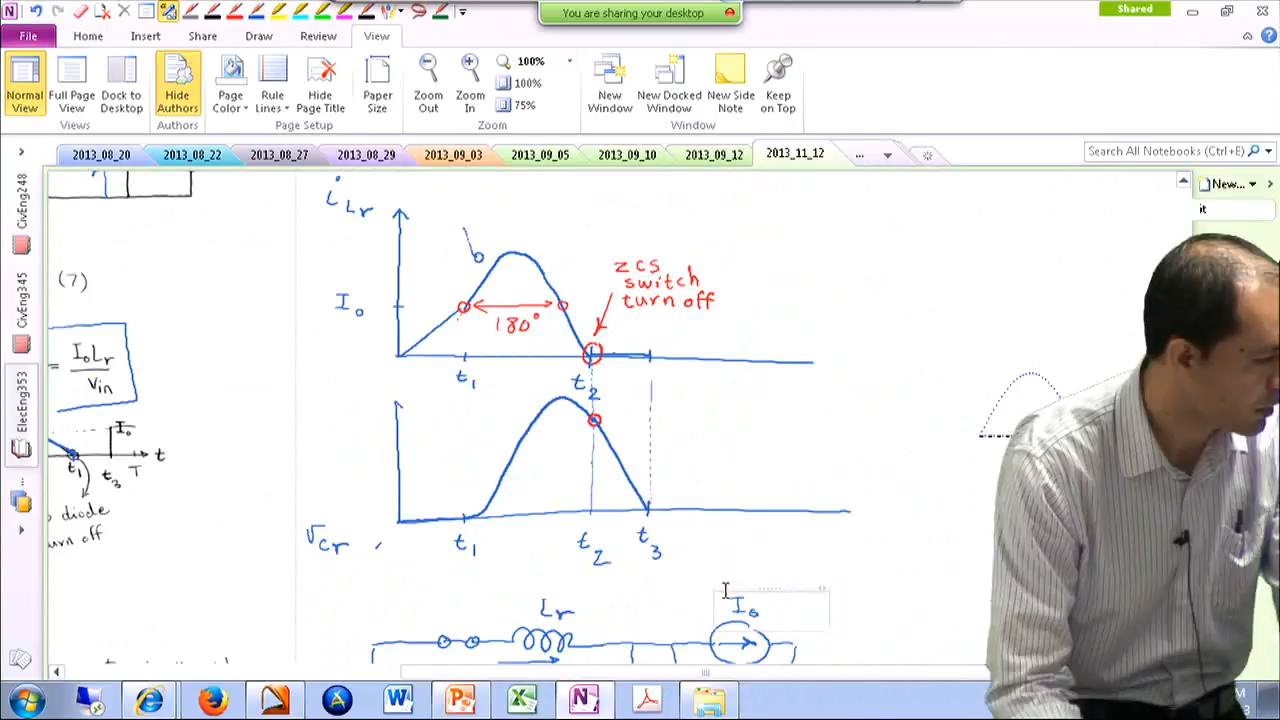 You are sharing your desktop
Shared
File
Home
Insert
Share
Draw
Review
View
Normal View
Full Page View
Dock to Desktop
Views
Hide Authors
Authors
Page Color
Rule Lines
Hide Page Title
Page Setup
Paper Size
Zoom Out
Zoom In
100%
100%
75%
Zoom
New Window
New Docked Window
New Side Note
Keep on Top
Window
2013_08_20
2013_08_22
2013_08_27
2013_08_29
2013_09_03
2013_09_05
2013_09_10
2013_09_12
2013_11_12
...
Search All Notebooks (Ctrl+E)
New...
CivEng248
CivEng345
ElecEng353
(7)
= IoLr
Vin
Io
t1
t3
T
t
diode
iLr
Io
180°
ZCS
switch
turn off
t1
t2
VCr
t1
t2
t3
Lr
Io